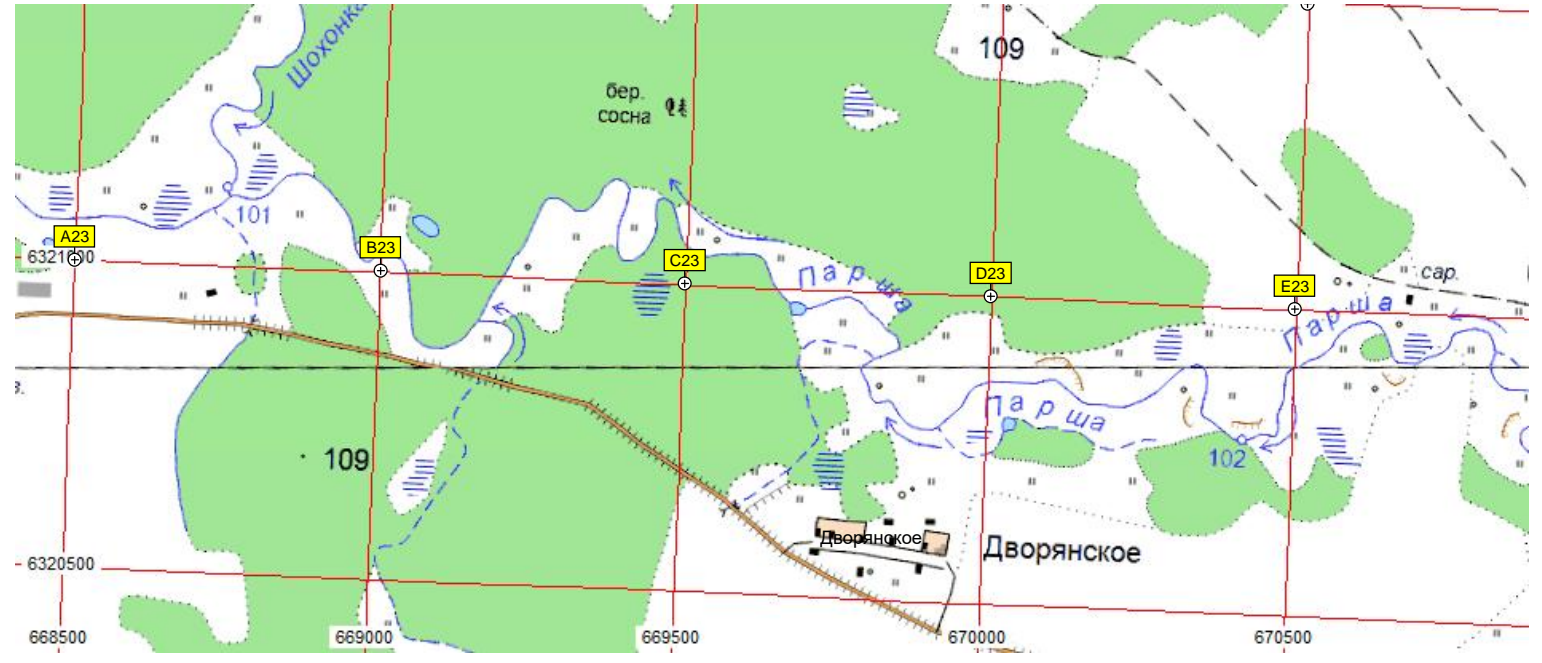 Шохонка
109
бер.
сосна
101
A23
B23
6321000
C23
Парша
D23
E23
сар.
Парша
Парша
з.
109
102
Дворянское
Дворянское
6320500
668500
669000
669500
670000
670500